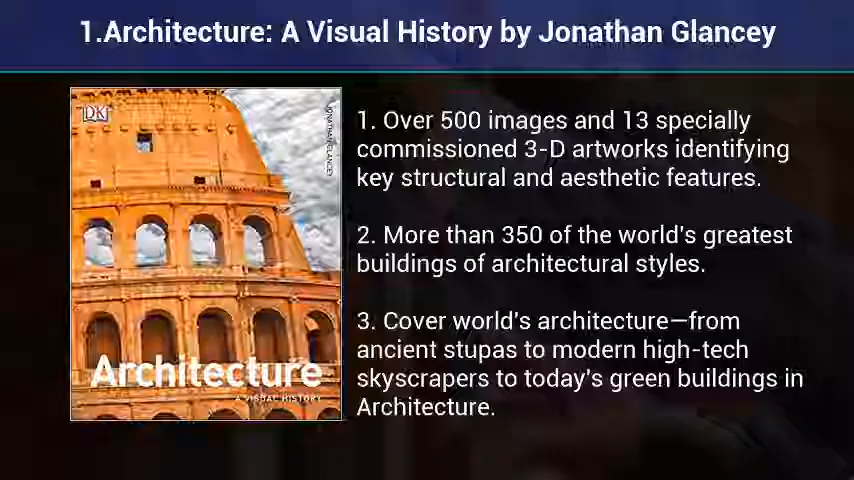 1.Architecture: A Visual History by Jonathan Glancey
DK
JONATHAN GLANCEY
Architecture
A VISUAL HISTORY
1. Over 500 images and 13 specially
commissioned 3-D artworks identifying
key structural and aesthetic features.
2. More than 350 of the world's greatest
buildings of architectural styles.
3. Cover world's architecture—from
ancient stupas to modern high-tech
skyscrapers to today's green buildings in
Architecture.